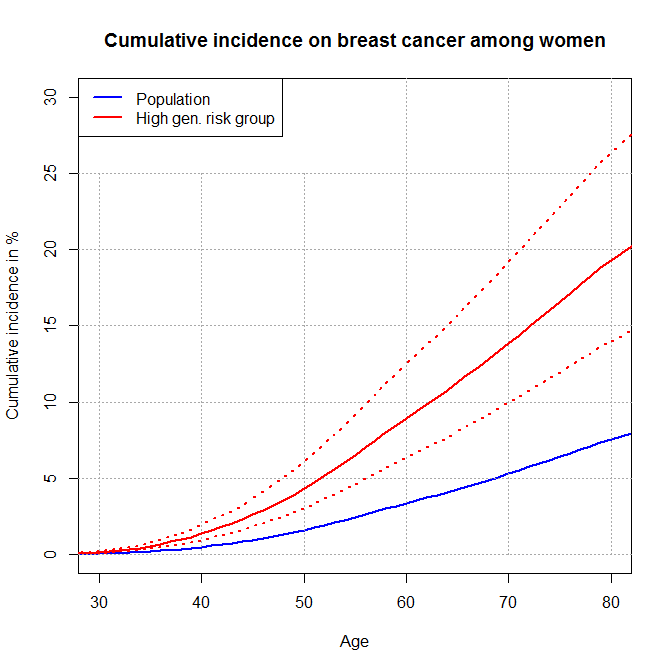 Cumulative incidence on breast cancer among women
Population
High gen. risk group
30
25
20
15
10
5
0
Cumulative incidence in %
30 40 50 60 70 80
Age